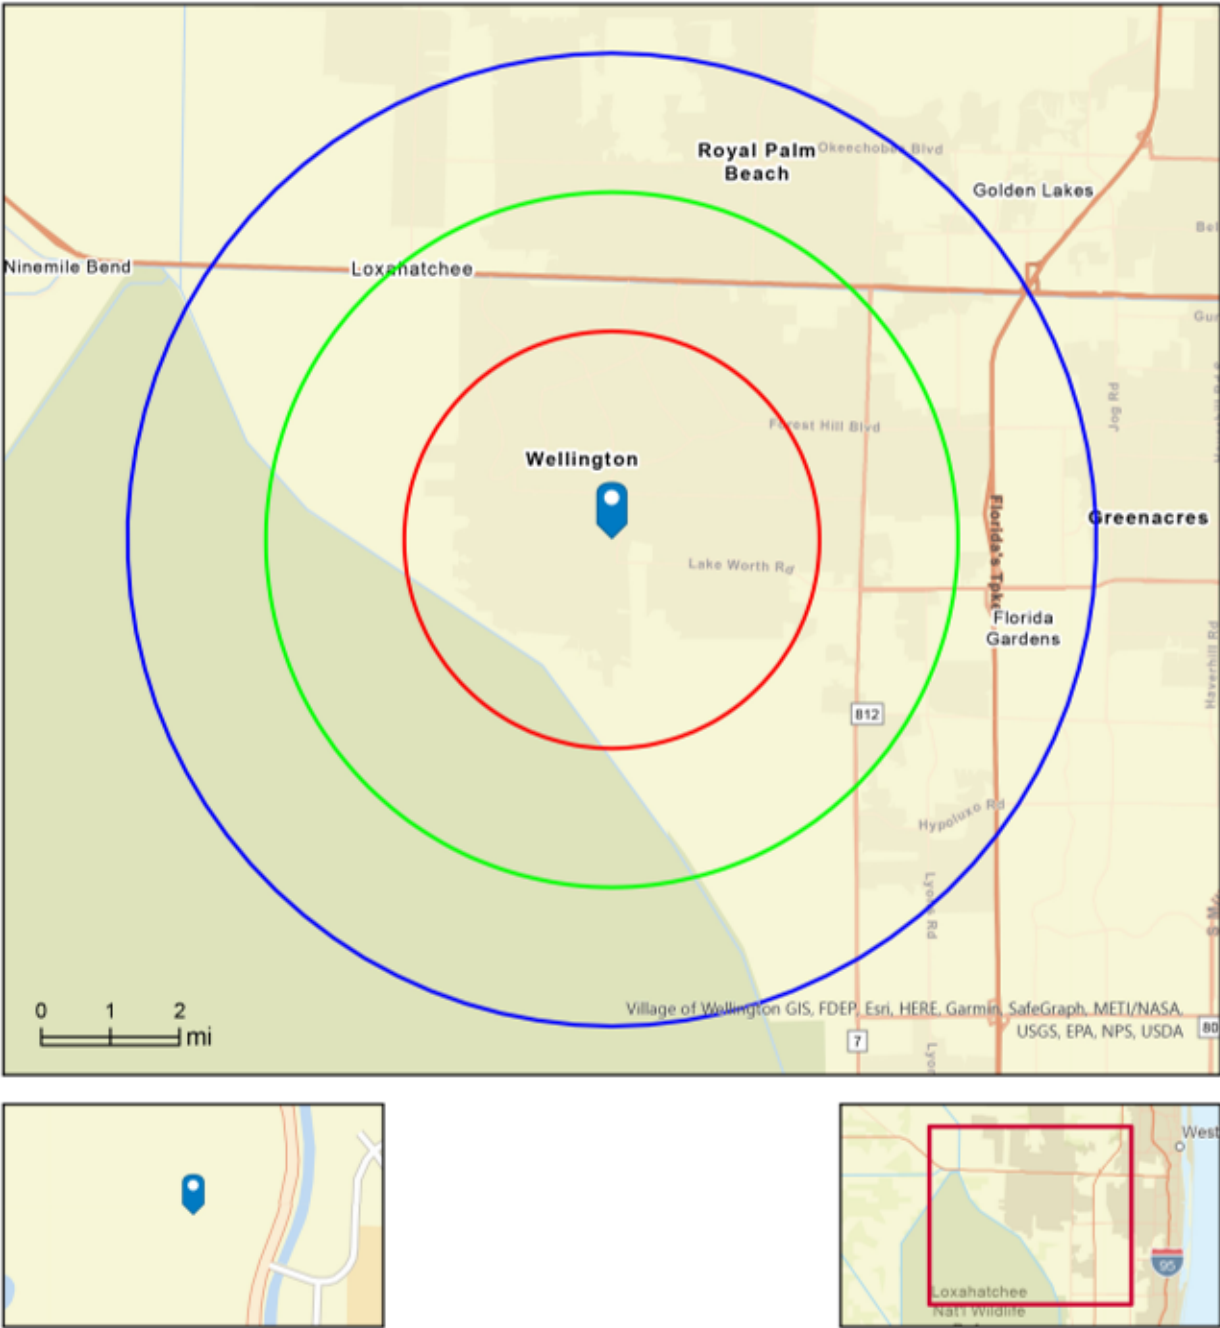 Royal Palm
Beach
Okeechobee Blvd
Golden Lakes
Ninemile Bend
Loxahatchee
Jog Rd
Forest Hill Blvd
Wellington
Florida's Tpke
Greenacres
Lake Worth Rd
Florida
Gardens
Haverhill Rd
812
Hypoluxo Rd
Lyons Rd
0 1 2
mi
Village of Wellington GIS, FDEP, Esri, HERE, Garmin, SafeGraph, METI/NASA,
USGS, EPA, NPS, USDA
7
80
Lyon
West
95
Loxahatchee
Nat'l Wildlife